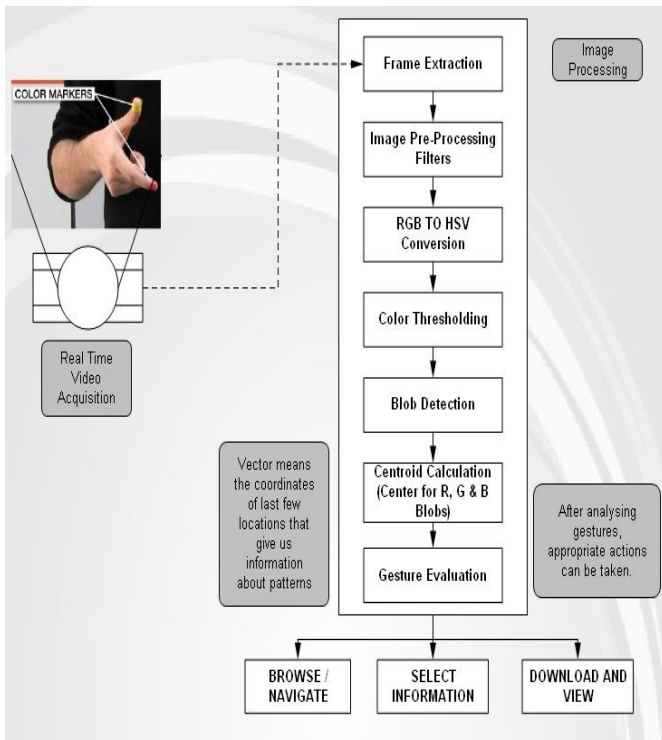 Frame Extraction
Image
Processing
COLOR MARKERS
Image Pre-Processing
Filters
RGB TO HSV
Conversion
Color Thresholding
Real Time
Video
Acquisition
Blob Detection
Vector means
the coordinates
of last few
locations that
give us
information
about patterns
Centroid Calculation
(Center for R, G & B
Blobs)
After analysing
gestures,
appropriate actions
can be taken.
Gesture Evaluation
BROWSE /
NAVIGATE
SELECT
INFORMATION
DOWNLOAD AND
VIEW